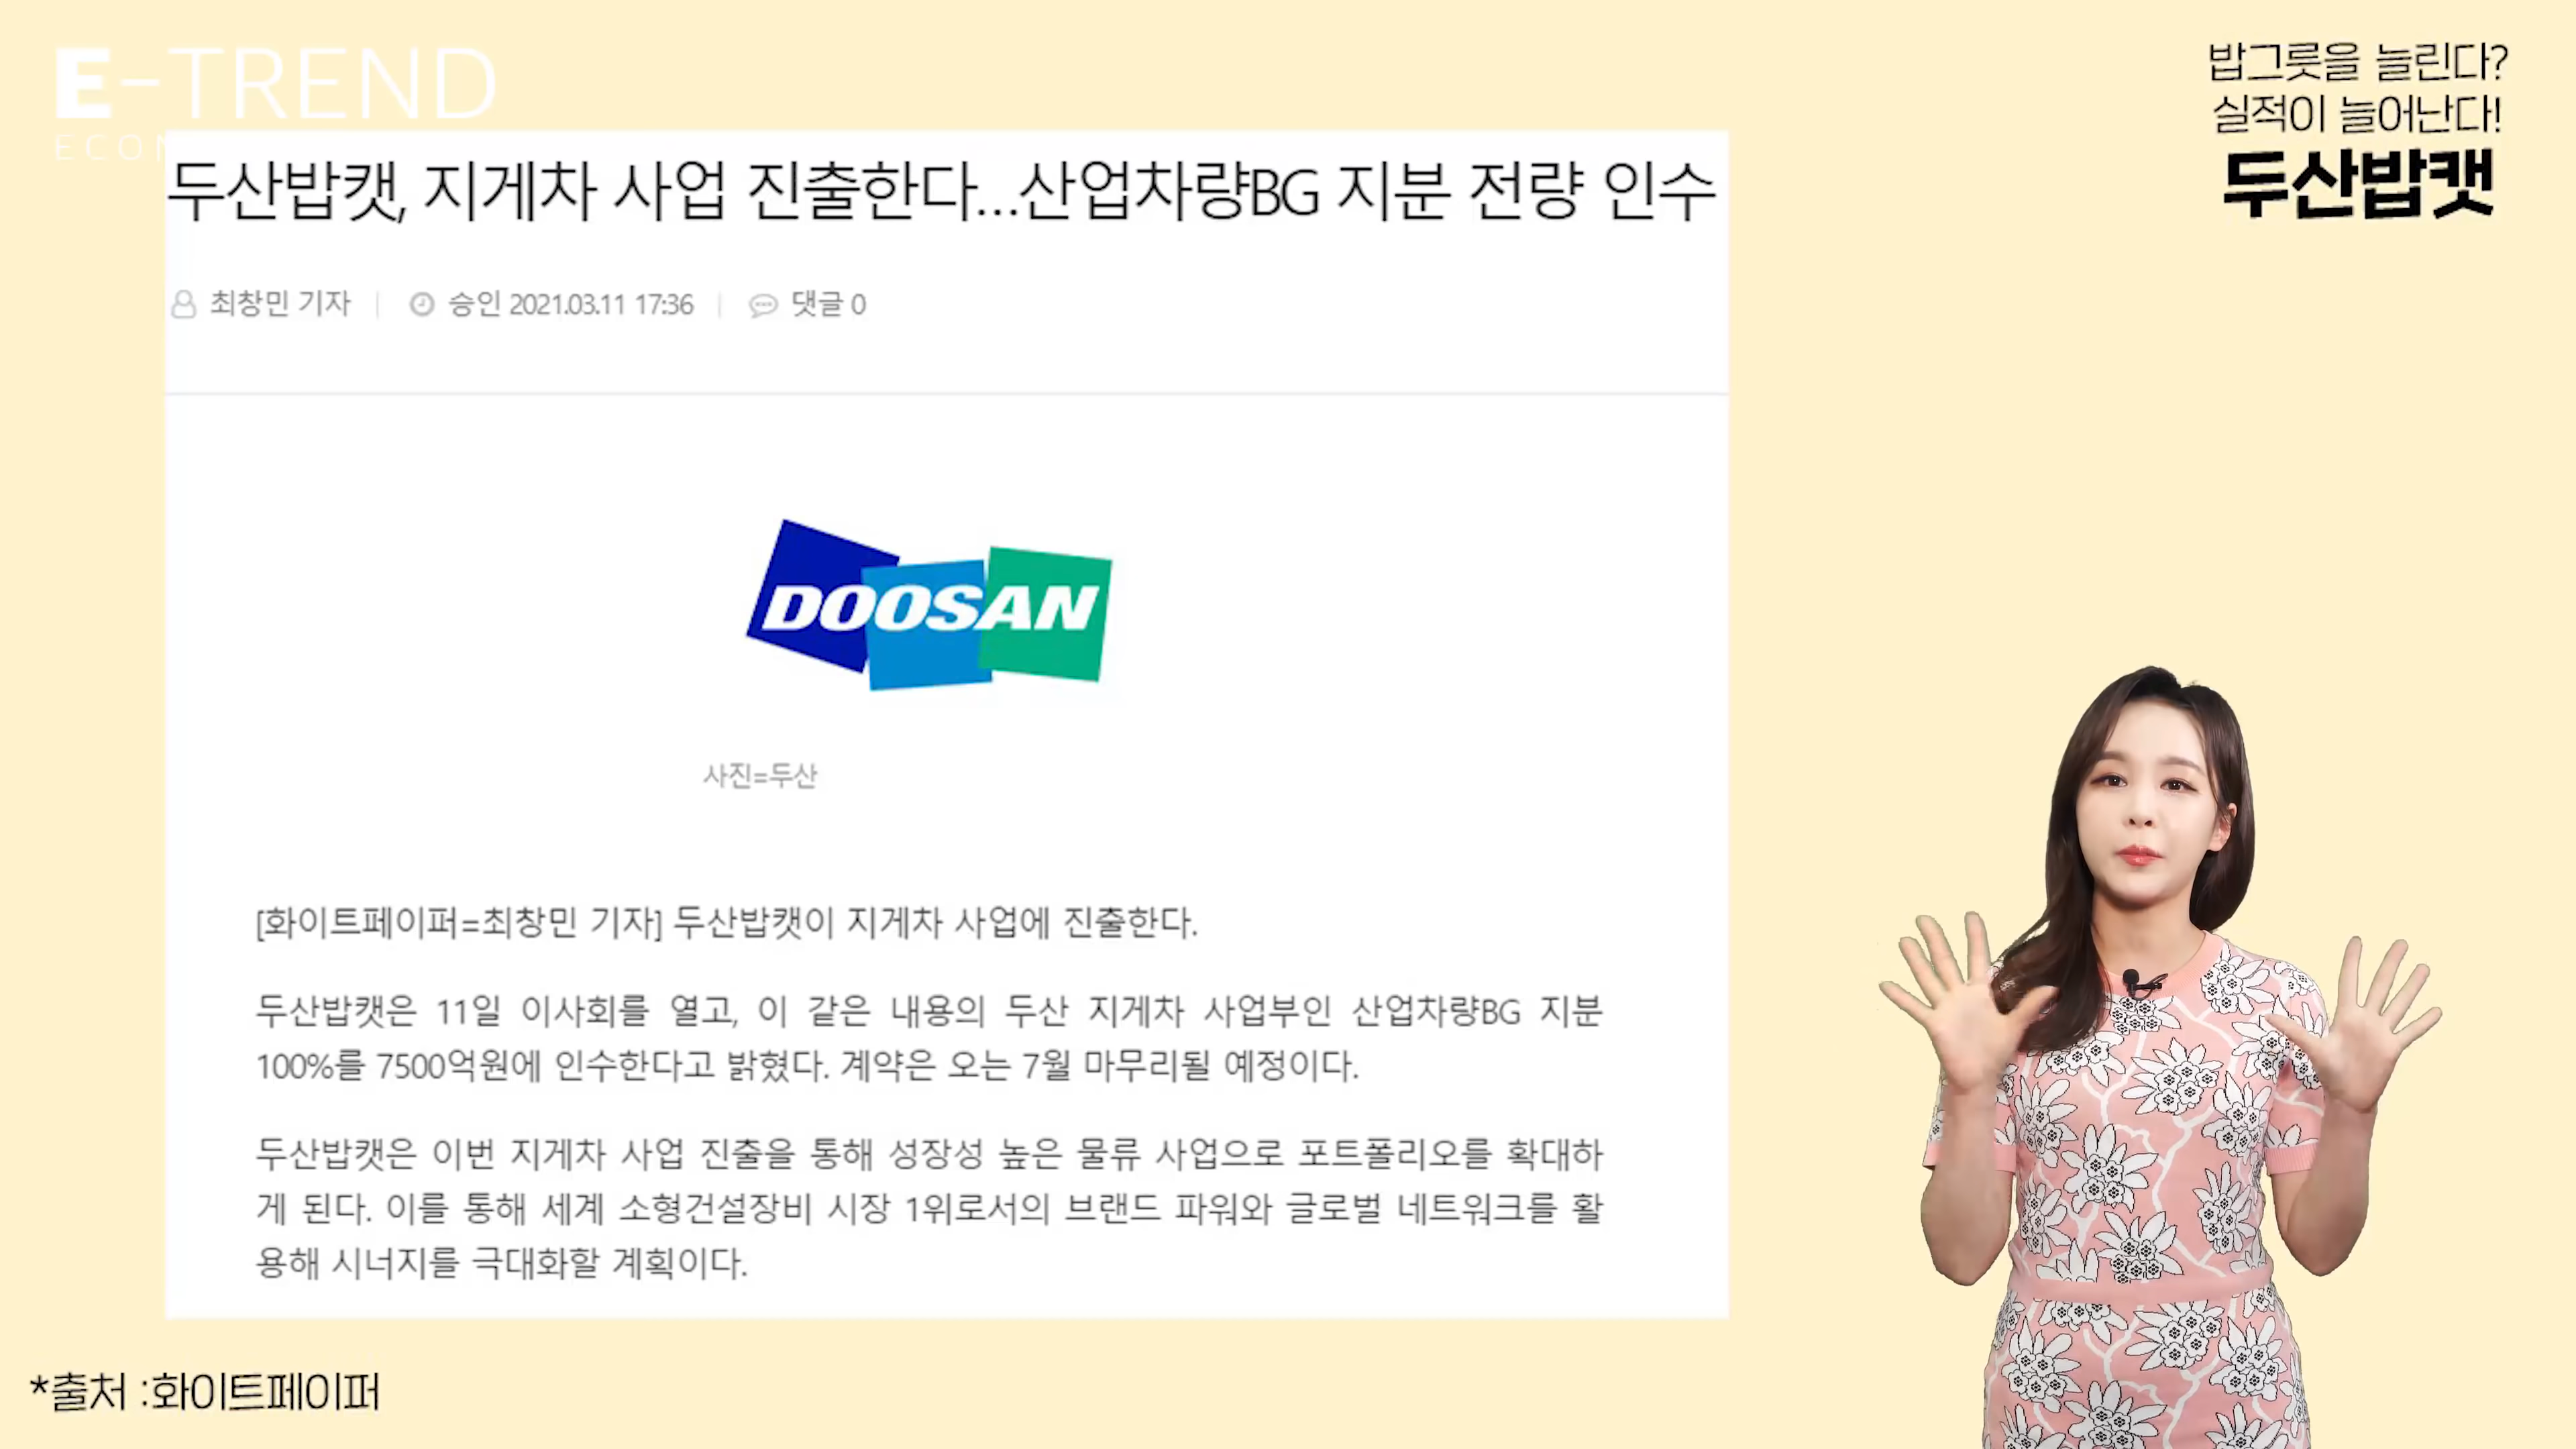 E-TREND
ECON
밥그릇을 늘린다?
실적이 늘어난다!
두산밥캣
두산밥캣, 지게차 사업 진출한다...산업차량BG 지분 전량 인수
최창민 기자 승인 2021.03.11 17:36 댓글 0
DOOSAN
사진=두산
[화이트페이퍼=최창민 기자] 두산밥캣이 지게차 사업에 진출한다.
두산밥캣은 11일 이사회를 열고, 이 같은 내용의 두산 지게차 사업부인 산업차량BG 지분
100%를 7500억원에 인수한다고 밝혔다. 계약은 오는 7월 마무리될 예정이다.
두산밥캣은 이번 지게차 사업 진출을 통해 성장성 높은 물류 사업으로 포트폴리오를 확대하
게 된다. 이를 통해 세계 소형건설장비 시장 1위로서의 브랜드 파워와 글로벌 네트워크를 활
용해 시너지를 극대화할 계획이다.
*출처 :화이트페이퍼